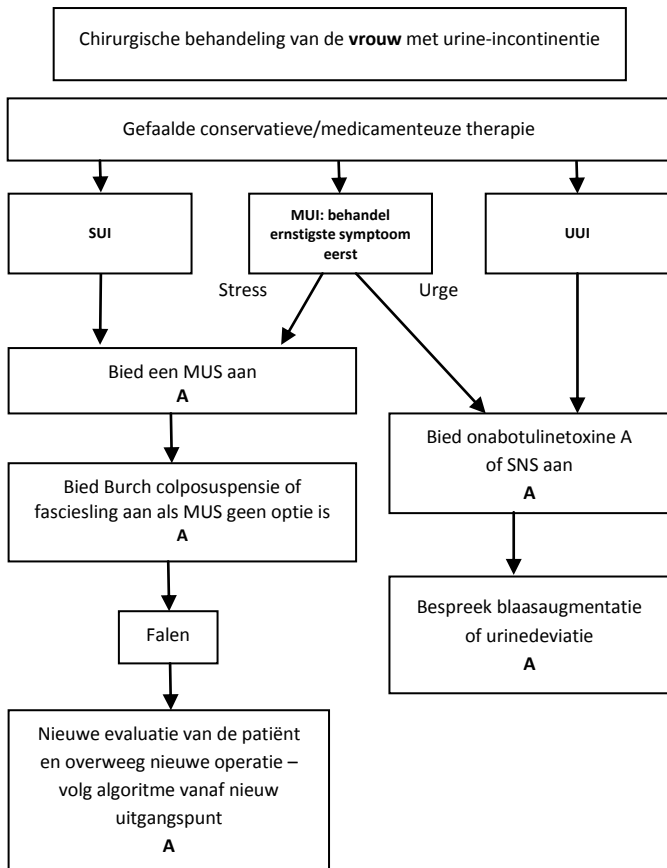 Chirurgische behandeling van de vrouw met urine-incontinentie
Gefaalde conservatieve/medicamenteuze therapie
SUI
MUI: behandel
ernstigste symptoom
eerst
UUI
Stress
Urge
Bied een MUS aan
A
Bied onabotulinetoxine A
of SNS aan
A
Bied Burch colposuspensie of
fasciesling aan als MUS geen optie is
A
Bespreek blaasaugmentatie
of urinedeviatie
A
Falen
Nieuwe evaluatie van de patiënt
en overweeg nieuwe operatie –
volg algoritme vanaf nieuw
uitgangspunt
A